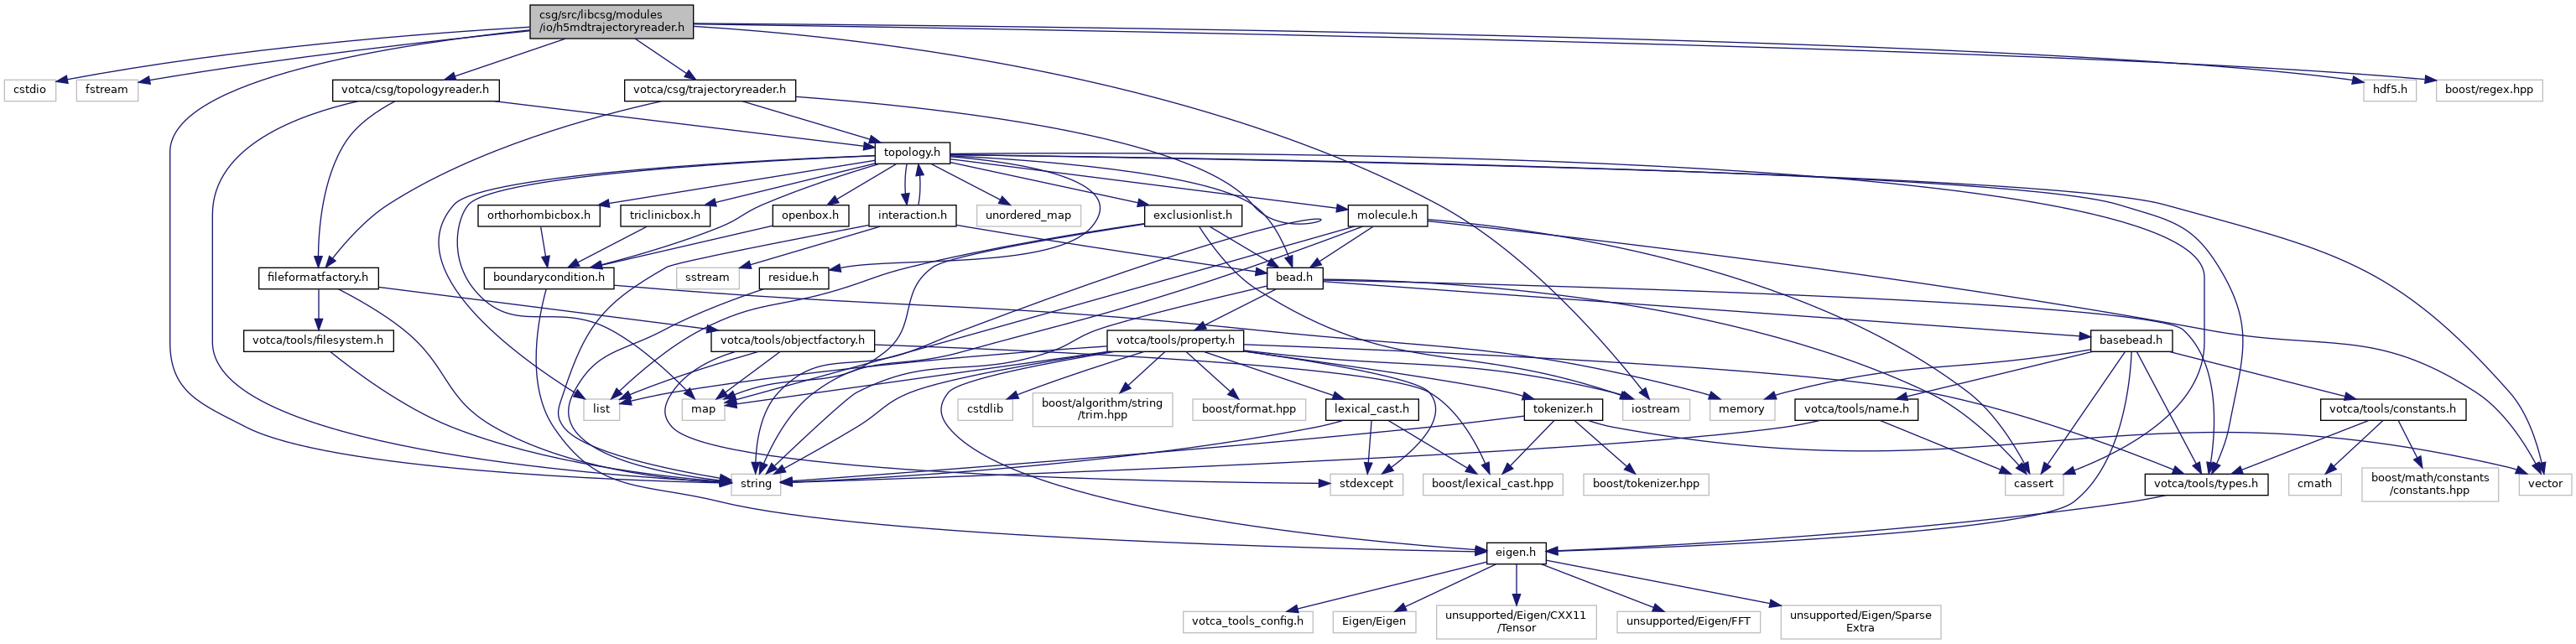 csg/src/libcsg/modules
/io/h5mdtrajectoryreader.h
cstdio
fstream
votca/csg/topologyreader.h
votca/csg/trajectoryreader.h
hdf5.h
boost/regex.hpp
topology.h
orthorhombicbox.h
triclinicbox.h
openbox.h
interaction.h
unordered_map
exclusionlist.h
molecule.h
fileformatfactory.h
boundarycondition.h
sstream
residue.h
bead.h
votca/tools/filesystem.h
votca/tools/objectfactory.h
votca/tools/property.h
basebead.h
list
map
cstdlib
boost/algorithm/string
/trim.hpp
boost/format.hpp
lexical_cast.h
tokenizer.h
iostream
memory
votca/tools/name.h
votca/tools/constants.h
string
stdexcept
boost/lexical_cast.hpp
boost/tokenizer.hpp
cassert
votca/tools/types.h
cmath
boost/math/constants
/constants.hpp
vector
eigen.h
votca_tools_config.h
Eigen/Eigen
unsupported/Eigen/CXX11
/Tensor
unsupported/Eigen/FFT
unsupported/Eigen/Sparse
Extra